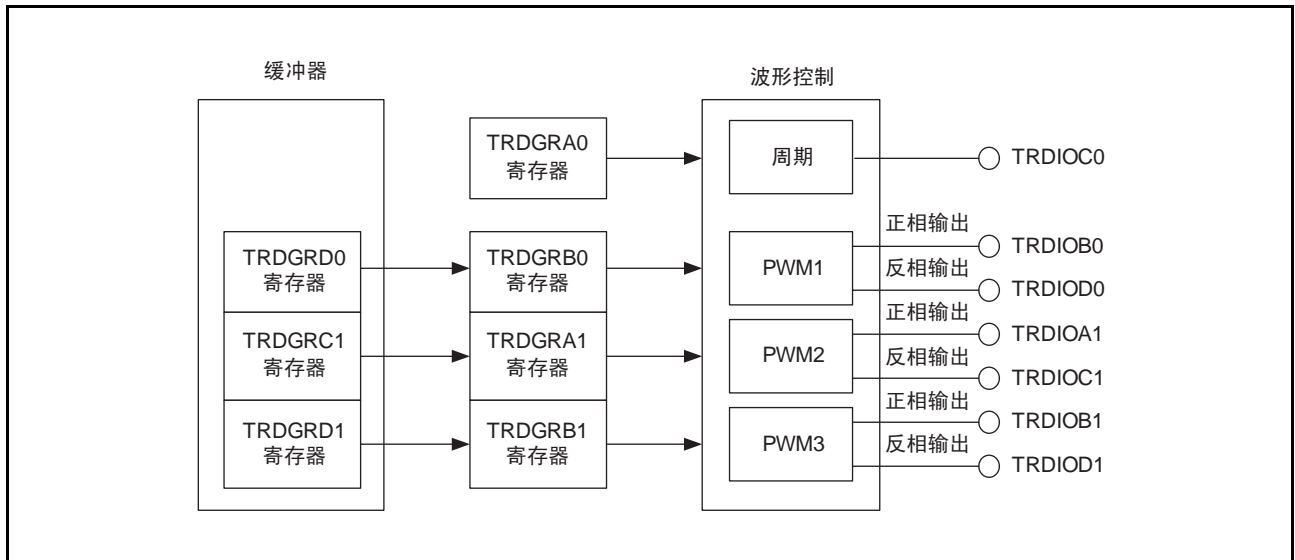 缓冲器
波形控制
TRDGRA0
寄存器
周期
TRDIOC0
TRDGRD0
寄存器
TRDGRB0
寄存器
PWM1
正相输出
TRDIOB0
反相输出
TRDIOD0
TRDGRC1
寄存器
TRDGRA1
寄存器
PWM2
正相输出
TRDIOA1
反相输出
TRDIOC1
TRDGRD1
寄存器
TRDGRB1
寄存器
PWM3
正相输出
TRDIOB1
反相输出
TRDIOD1